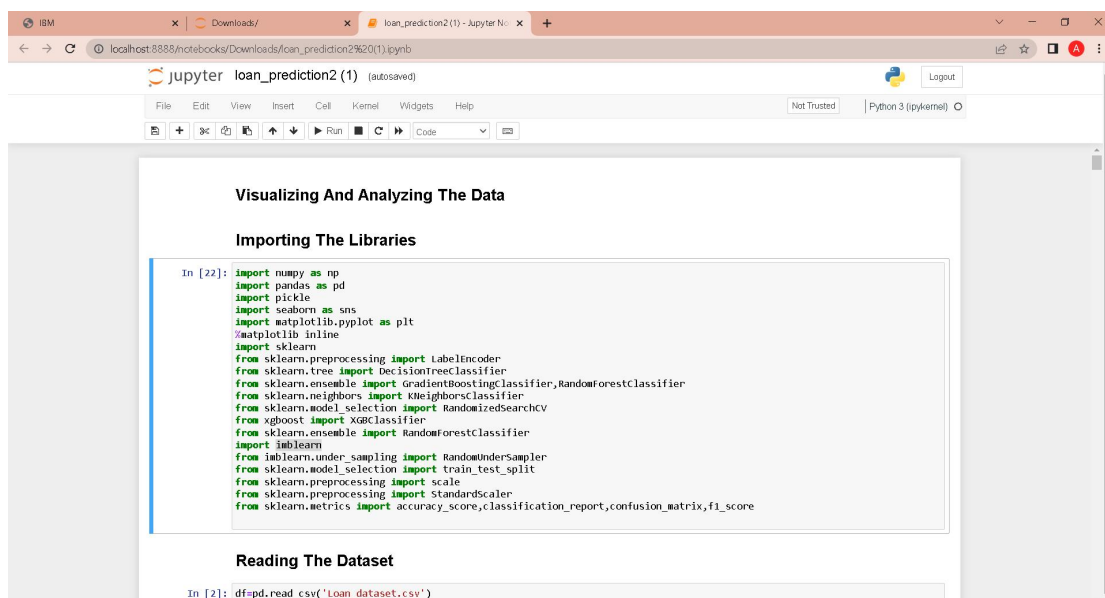 IBM
Downloads/
loan_prediction2 (1) - Jupyter No
localhost:8888/notebooks/Downloads/loan_prediction2%20(1).ipynb
A
jupyter loan_prediction2 (1) (autosaved)
Logout
File Edit View Insert Cell Kernel Widgets Help
Not Trusted
Python 3 (ipykernel)
Run
Code
Visualizing And Analyzing The Data
Importing The Libraries
In [22]: import numpy as np
import pandas as pd
import pickle
import seaborn as sns
import matplotlib.pyplot as plt
%matplotlib inline
import sklearn
from sklearn.preprocessing import LabelEncoder
from sklearn.tree import DecisionTreeClassifier
from sklearn.ensemble import GradientBoostingClassifier,RandomForestClassifier
from sklearn.neighbors import KNeighborsClassifier
from sklearn.model_selection import RandomizedSearchCV
from xgboost import XGBClassifier
from sklearn.ensemble import RandomForestClassifier
import imblearn
from imblearn.under_sampling import RandomUnderSampler
from sklearn.model_selection import train_test_split
from sklearn.preprocessing import scale
from sklearn.preprocessing import StandardScaler
from sklearn.metrics import accuracy_score,classification_report,confusion_matrix,f1_score
Reading The Dataset
In [2]: df=pd.read_csv('Loan_dataset.csv')